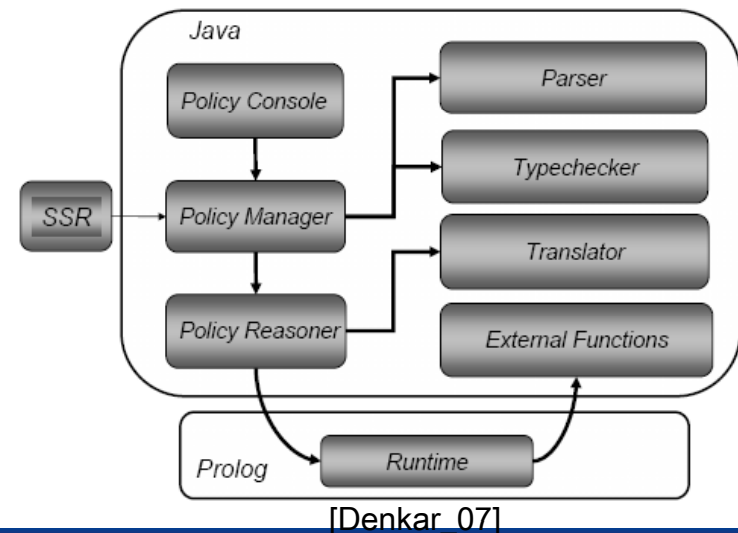 Java
Policy Console
Parser
Typechecker
SSR
Policy Manager
Translator
Policy Reasoner
External Functions
Prolog
Runtime
[Denkar_07]